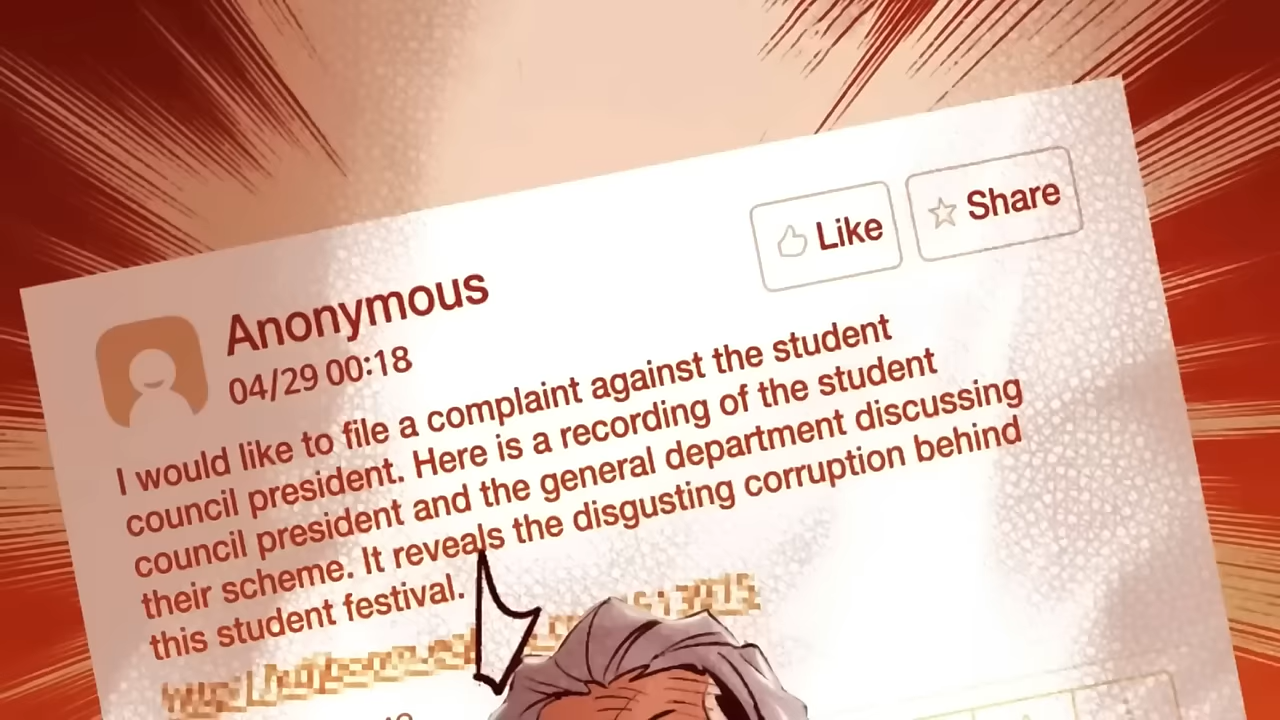 Like
Share
Anonymous
04/29 00:18
I would like to file a complaint against the student
council president. Here is a recording of the student
council president and the general department discussing
their scheme. It reveals the disgusting corruption behind
this student festival.